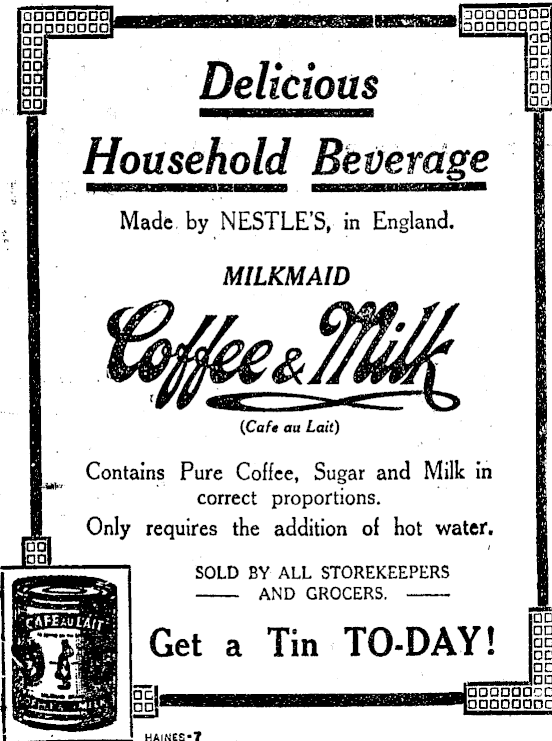 Delicious
Household Beverage
Made by NESTLE'S, in England.
MILKMAID
Coffee & Milk
(Cafe au Lait)
Contains Pure Coffee, Sugar and Milk in
correct proportions.
Only requires the addition of hot water.
SOLD BY ALL STOREKEEPERS
AND GROCERS.
Get a Tin TO-DAY!
CAFE AU LAIT
HAINES-7